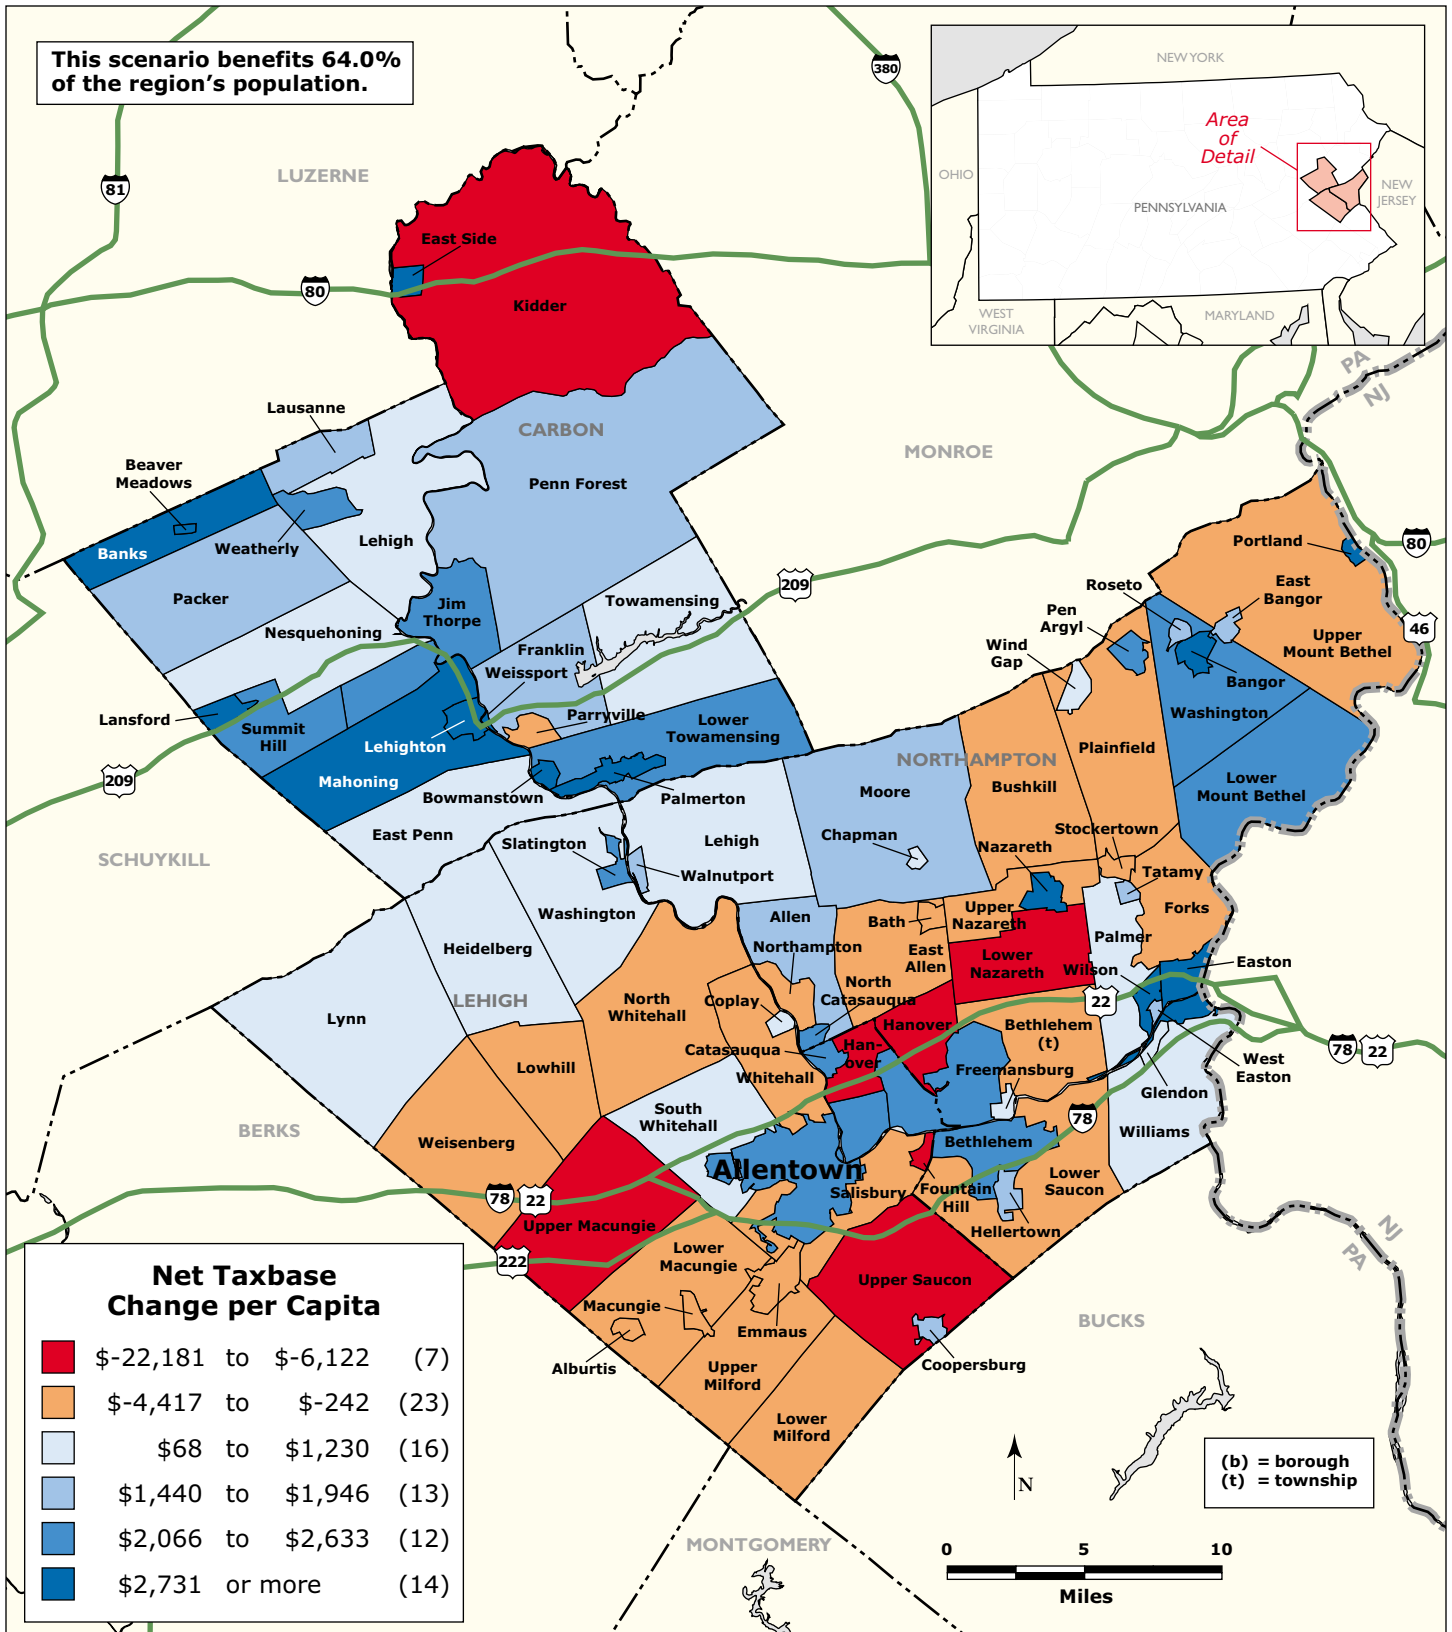 This scenario benefits 64.0%
of the region's population.
380
NEW YORK
Area
of
Detail
OHIO
PENNSYLVANIA
NEW
JERSEY
WEST
VIRGINIA
MARYLAND
LUZERNE
81
East Side
80
Kidder
PA
NJ
Lausanne
CARBON
MONROE
Beaver
Meadows
Penn Forest
Banks
Weatherly
Lehigh
Portland
80
209
Roseto
East
Bangor
Packer
Jim
Thorpe
Towamensing
Pen
Argyl
46
Nesquehoning
Franklin
Wind
Gap
Upper
Mount Bethel
Weissport
Bangor
Lansford
Summit
Hill
Parryville
Lower
Towamensing
Washington
Lehighton
Plainfield
209
Mahoning
NORTHAMPTON
Bushkill
Lower
Mount Bethel
Bowmanstown
Palmerton
Moore
East Penn
Chapman
Stockertown
SCHUYKILL
Slatington
Lehigh
Nazareth
Walnutport
Tatamy
Washington
Allen
Bath
Upper
Nazareth
Forks
Heidelberg
Northampton
East
Allen
Palmer
Lower
Nazareth
Wilson
Easton
LEHIGH
North
Whitehall
Coplay
North
Catasauqua
22
Lynn
Hanover
Bethlehem
(t)
Han-
over
Catasauqua
78
22
Lowhill
Whitehall
Freemansburg
West
Easton
Glendon
South
Whitehall
78
BERKS
Weisenberg
Bethlehem
Williams
Allentown
Salisbury
Fountain
Hill
Lower
Saucon
78
22
Upper Macungie
Hellertown
NJ
PA
222
Lower
Macungie
Upper Saucon
Macungie
Emmaus
BUCKS
Alburtis
Upper
Milford
Coopersburg
Lower
Milford
Net Taxbase
Change per Capita
$-22,181 to $-6,122 (7)
$-4,417 to $-242 (23)
$68 to $1,230 (16)
$1,440 to $1,946 (13)
$2,066 to $2,633 (12)
$2,731 or more (14)
N
(b) = borough
(t) = township
MONTGOMERY
0 5 10
Miles